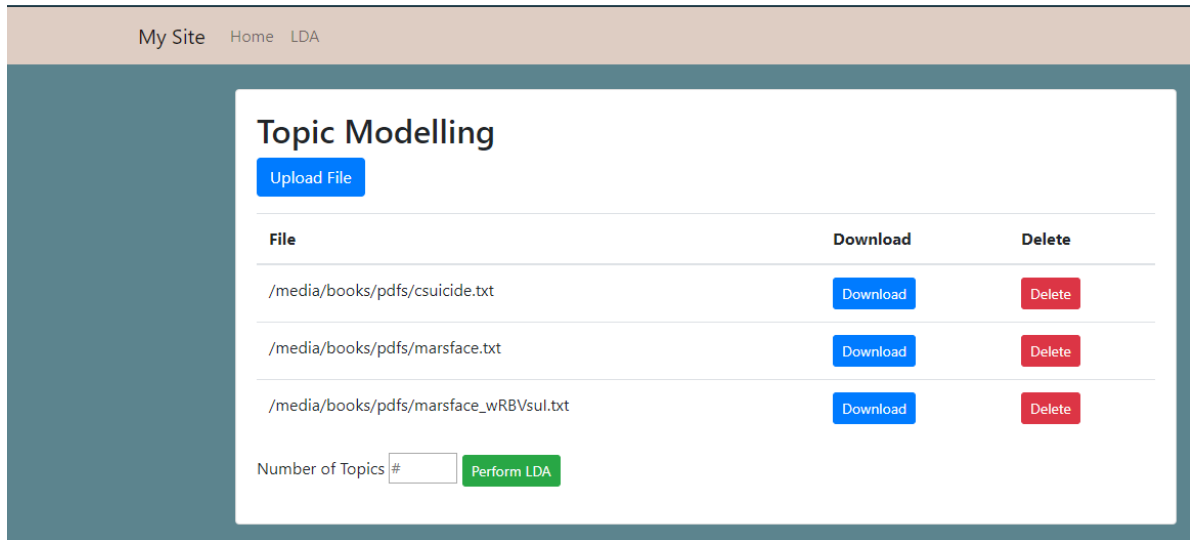 My Site Home LDA
Topic Modelling
Upload File
File Download Delete
/media/books/pdfs/csuicide.txt Download Delete
/media/books/pdfs/marsface.txt Download Delete
/media/books/pdfs/marsface_wRBVsuI.txt Download Delete
Number of Topics # Perform LDA